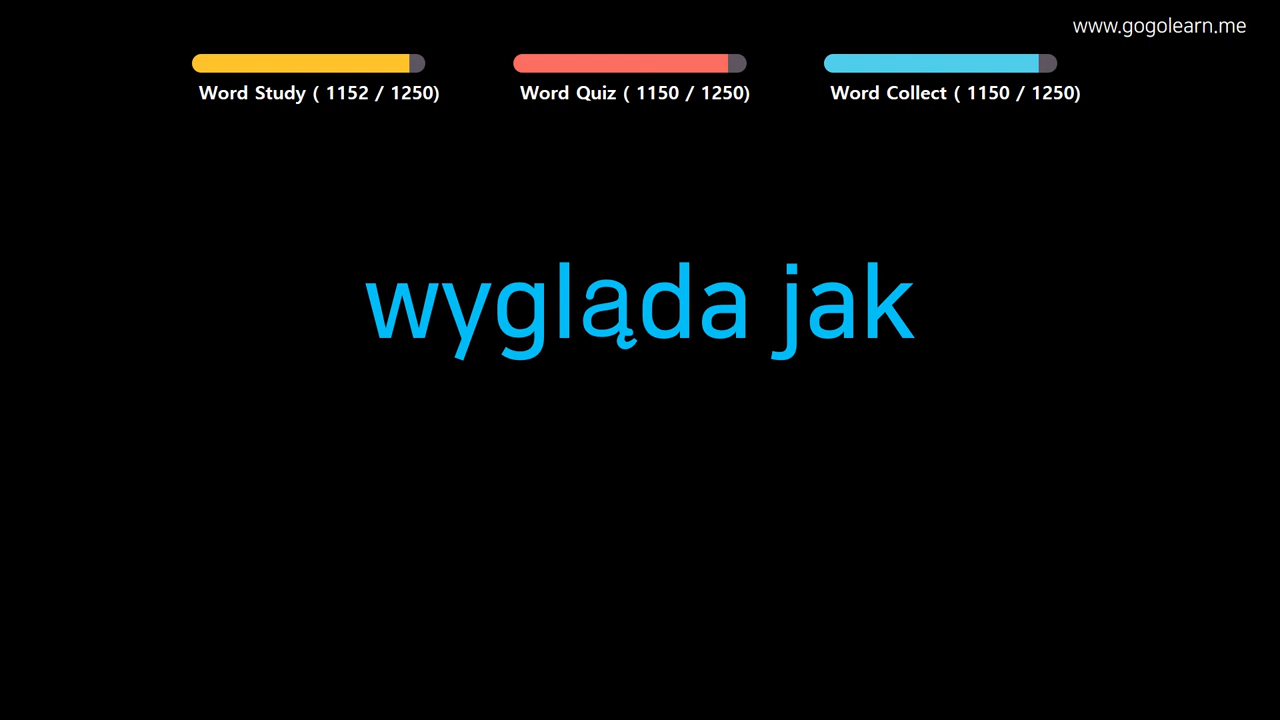 www.gogolearn.me
Word Study ( 1152 / 1250)
Word Quiz ( 1150 / 1250)
Word Collect ( 1150 / 1250)
wygląda jak